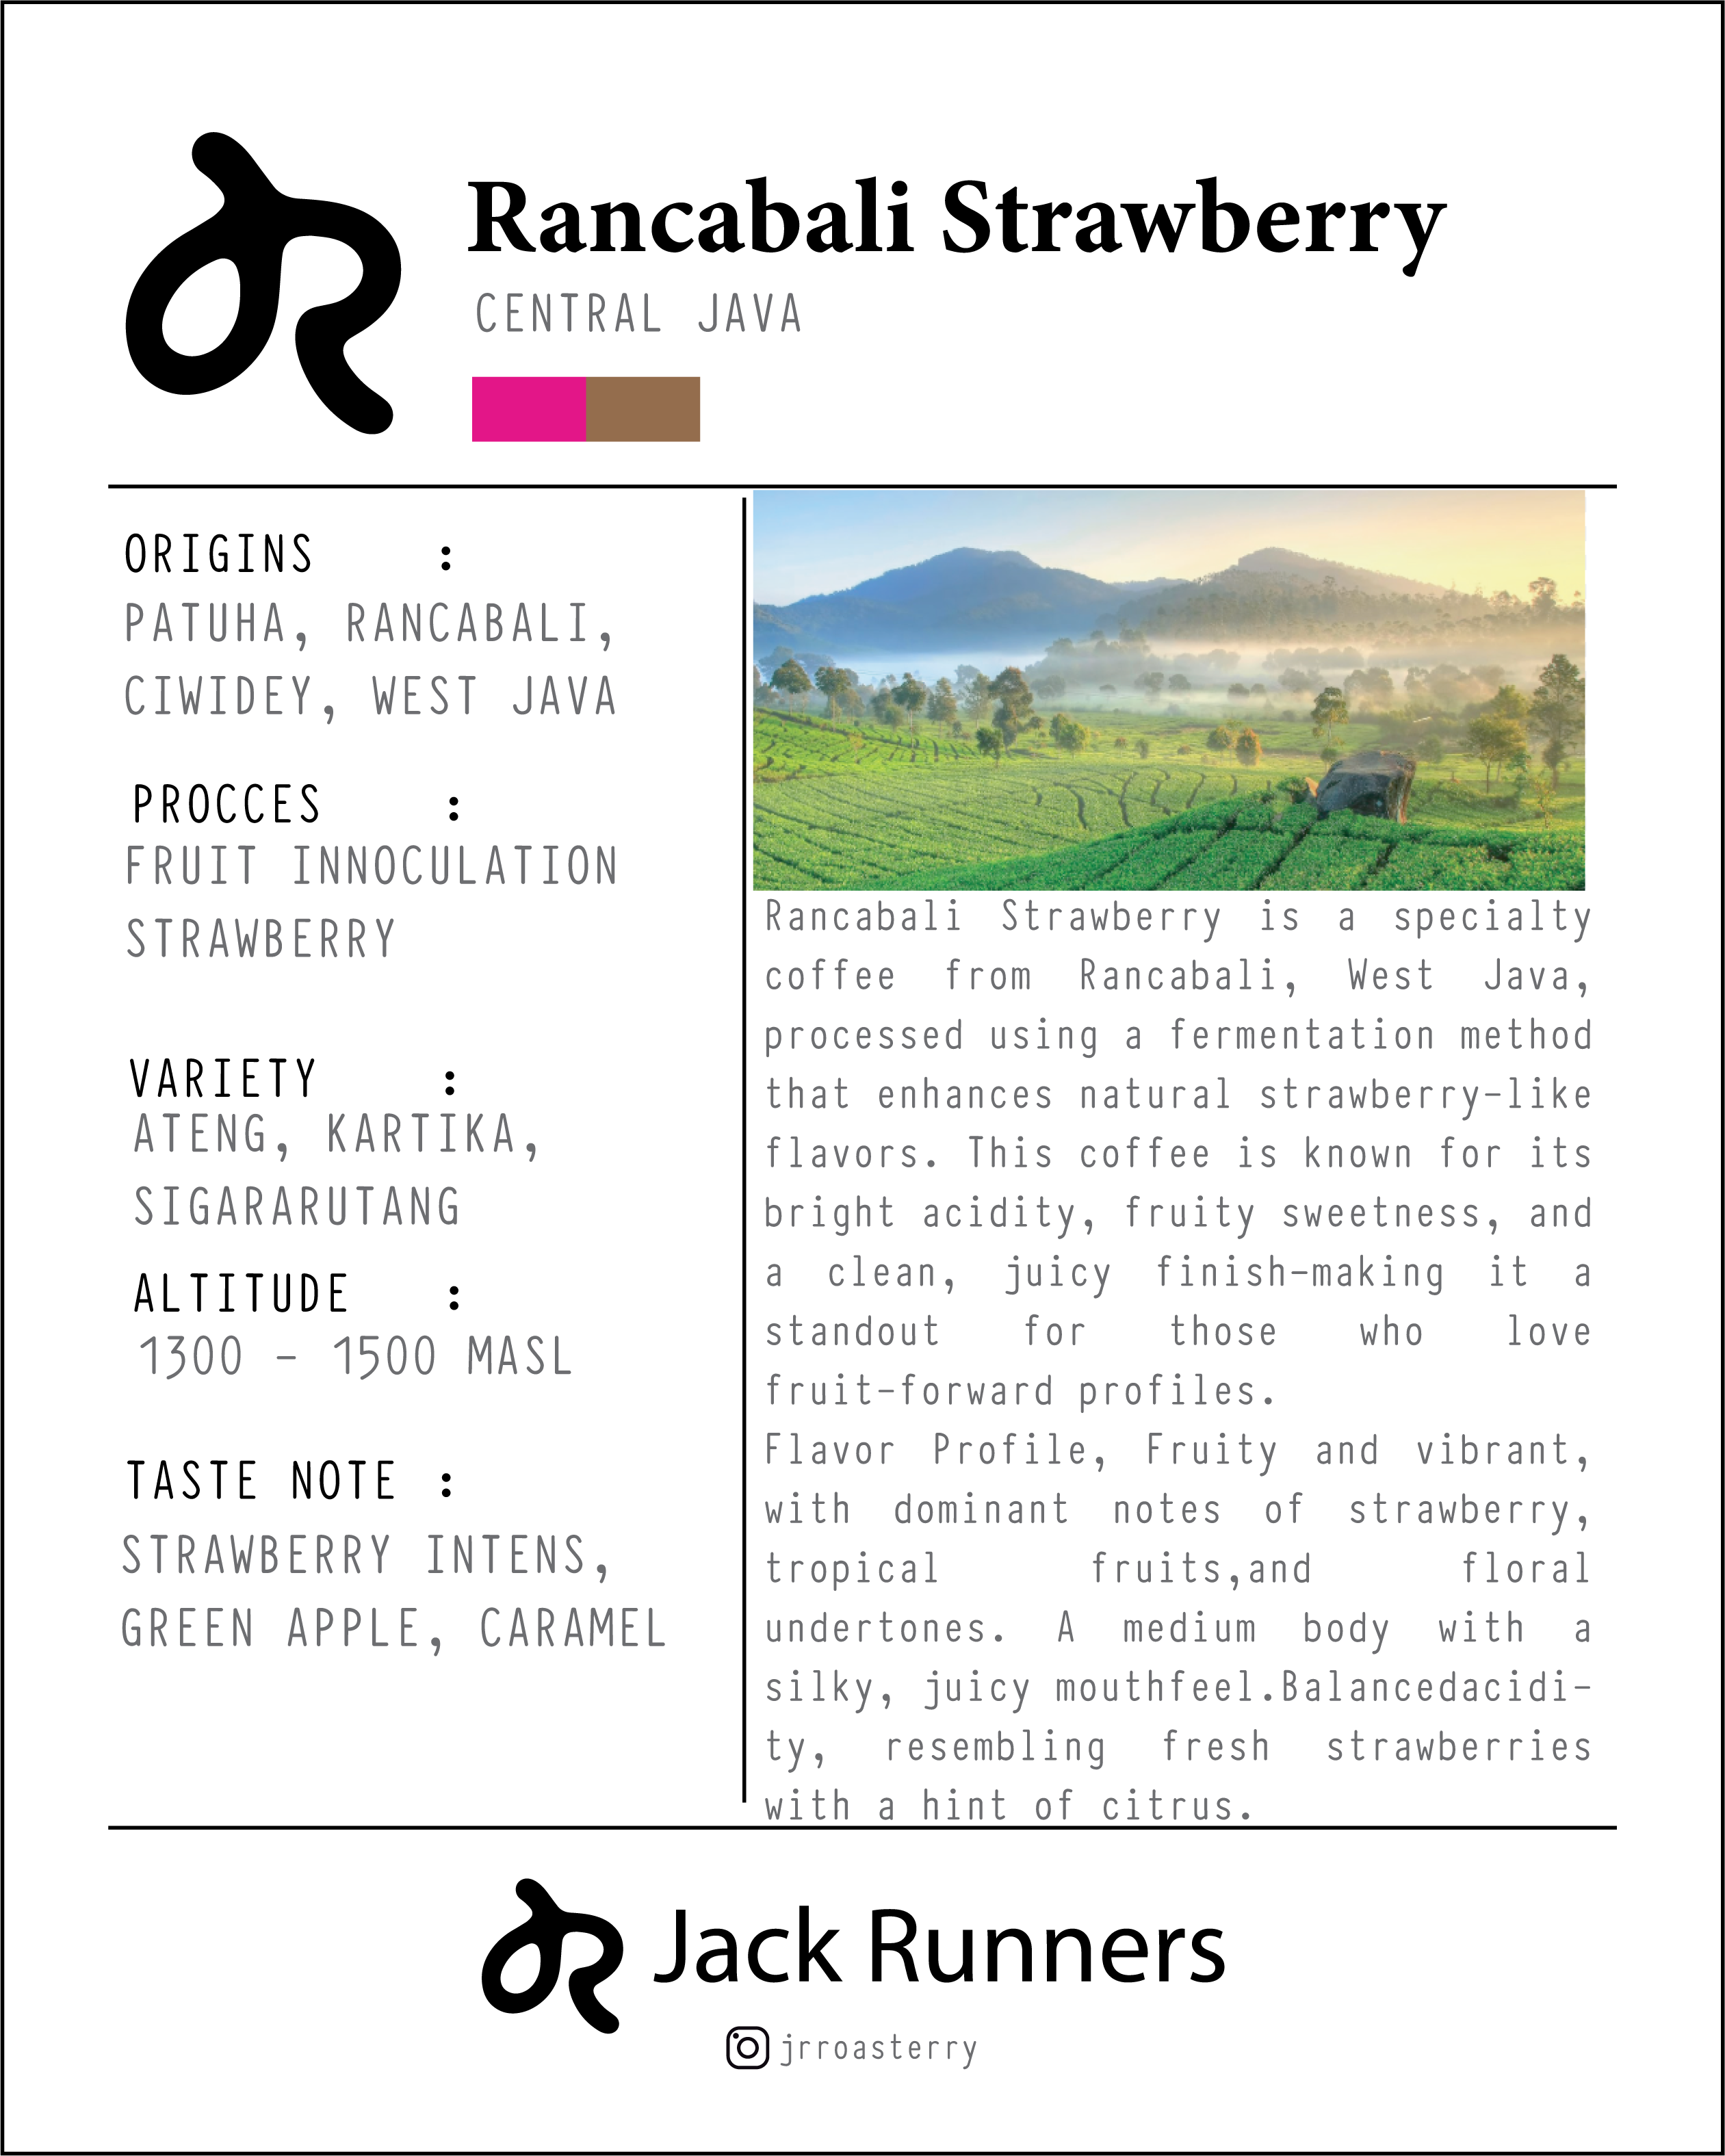 Rancabali Strawberry
CENTRAL JAVA
ORIGINS :
PATUHA, RANCABALI,
CIWIDEY, WEST JAVA
PROCCES :
FRUIT INNOCULATION
STRAWBERRY
VARIETY :
ATENG, KARTIKA,
SIGARARUTANG
ALTITUDE :
1300 - 1500 MASL
TASTE NOTE :
STRAWBERRY INTENS,
GREEN APPLE, CARAMEL
Rancabali Strawberry is a specialty
coffee from Rancabali, West Java,
processed using a fermentation method
that enhances natural strawberry-like
flavors. This coffee is known for its
bright acidity, fruity sweetness, and
a clean, juicy finish-making it a
standout for those who love
fruit-forward profiles.
Flavor Profile, Fruity and vibrant,
with dominant notes of strawberry,
tropical fruits,and floral
undertones. A medium body with a
silky, juicy mouthfeel.Balancedacidi-
ty, resembling fresh strawberries
with a hint of citrus.
Jack Runners
jrroasterry